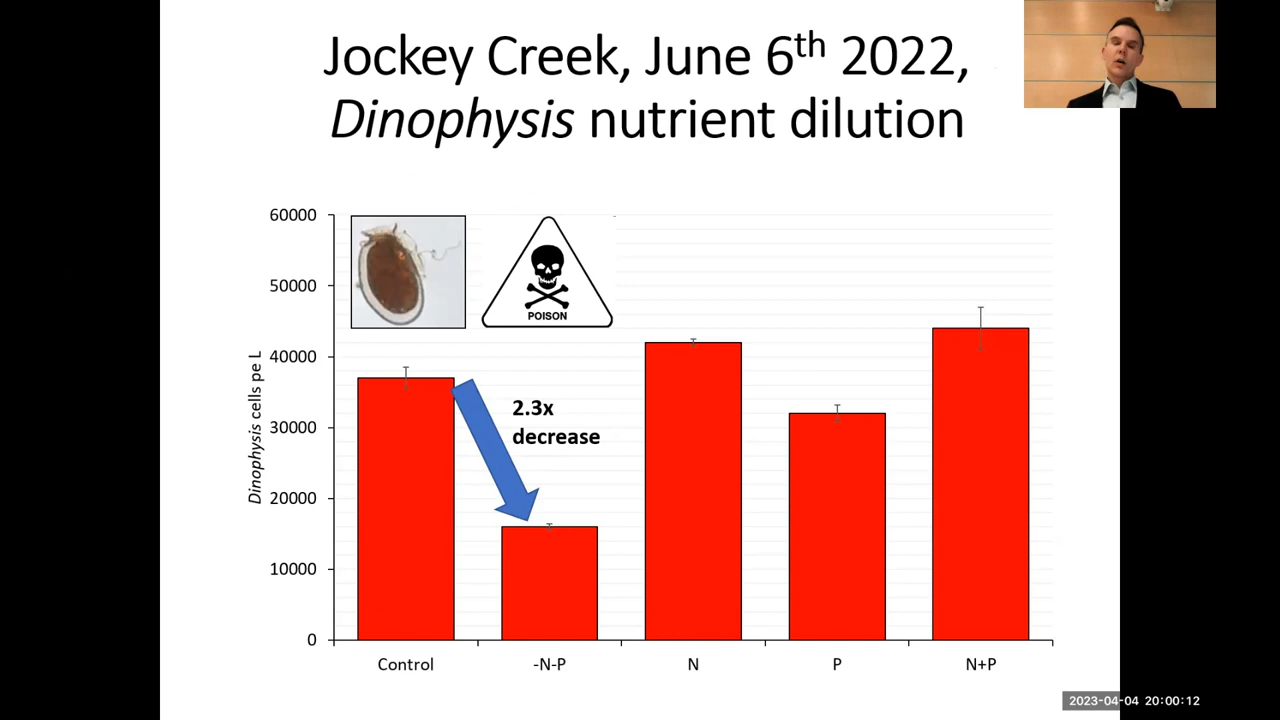 Jockey Creek, June 6th 2022,
Dinophysis nutrient dilution
60000
50000
40000
30000
20000
10000
0
Dinophysis cells pe L
POISON
2.3x
decrease
Control
-N-P
N
P
N+P
2023-04-04 20:00:12